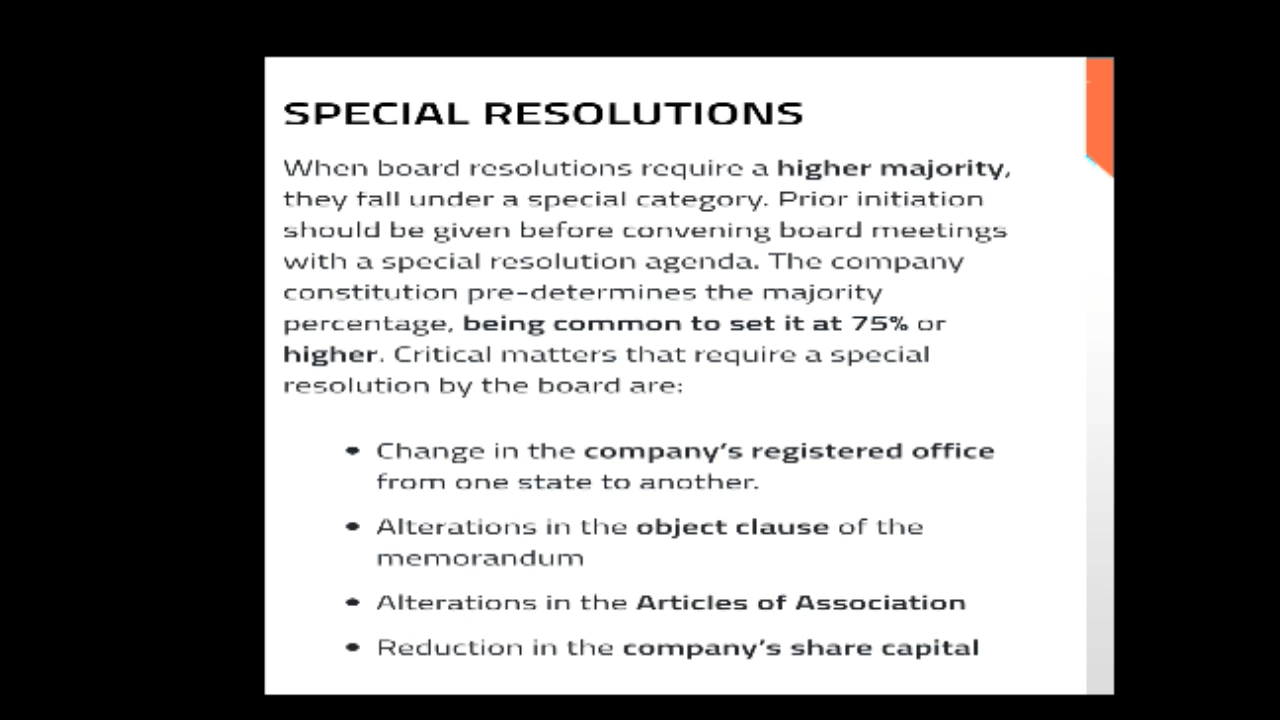 SPECIAL RESOLUTIONS
When board resolutions require a higher majority,
they fall under a special category. Prior initiation
should be given before convening board meetings
with a special resolution agenda. The company
constitution pre-determines the majority
percentage, being common to set it at 75% or
higher. Critical matters that require a special
resolution by the board are:
• Change in the company's registered office
from one state to another.
• Alterations in the object clause of the
memorandum
• Alterations in the Articles of Association
• Reduction in the company's share capital